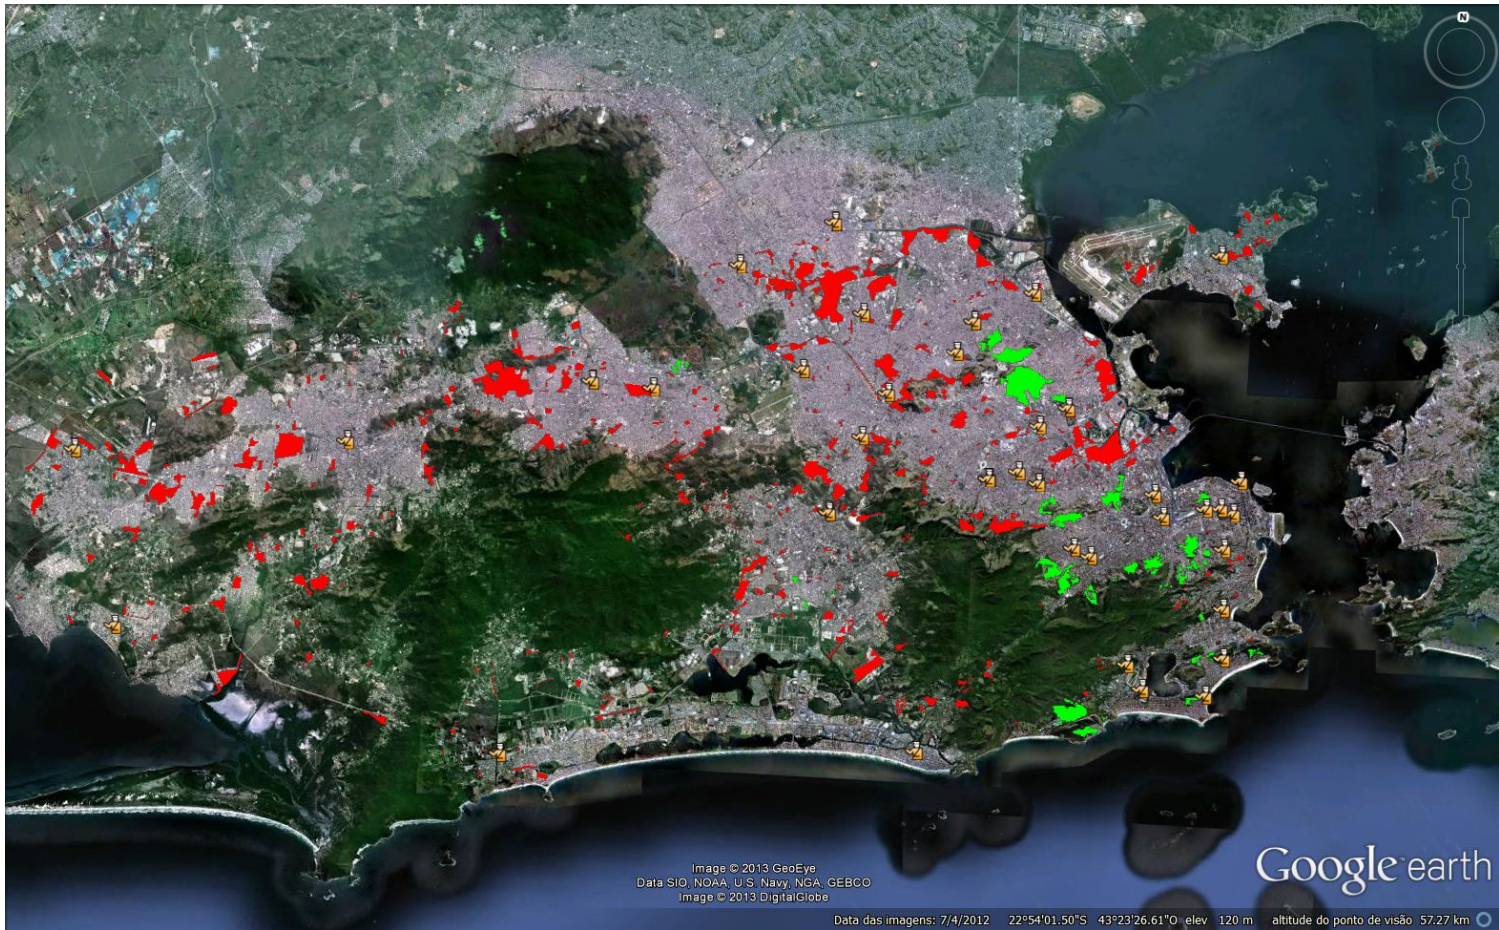 N
Image © 2013 GeoEye
Data SIO, NOAA, U.S. Navy, NGA, GEBCO
Image © 2013 DigitalGlobe
Google earth
Data das imagens: 7/4/2012 22°54'01.50"S 43°23'26.61"O elev 120 m altitude do ponto de visão 57.27 km